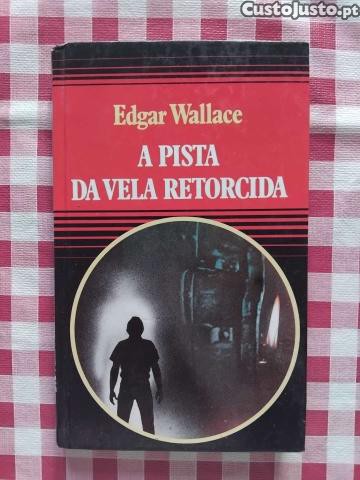 CustoJusto.pt
Edgar Wallace
A PISTA
DA VELA RETORCIDA